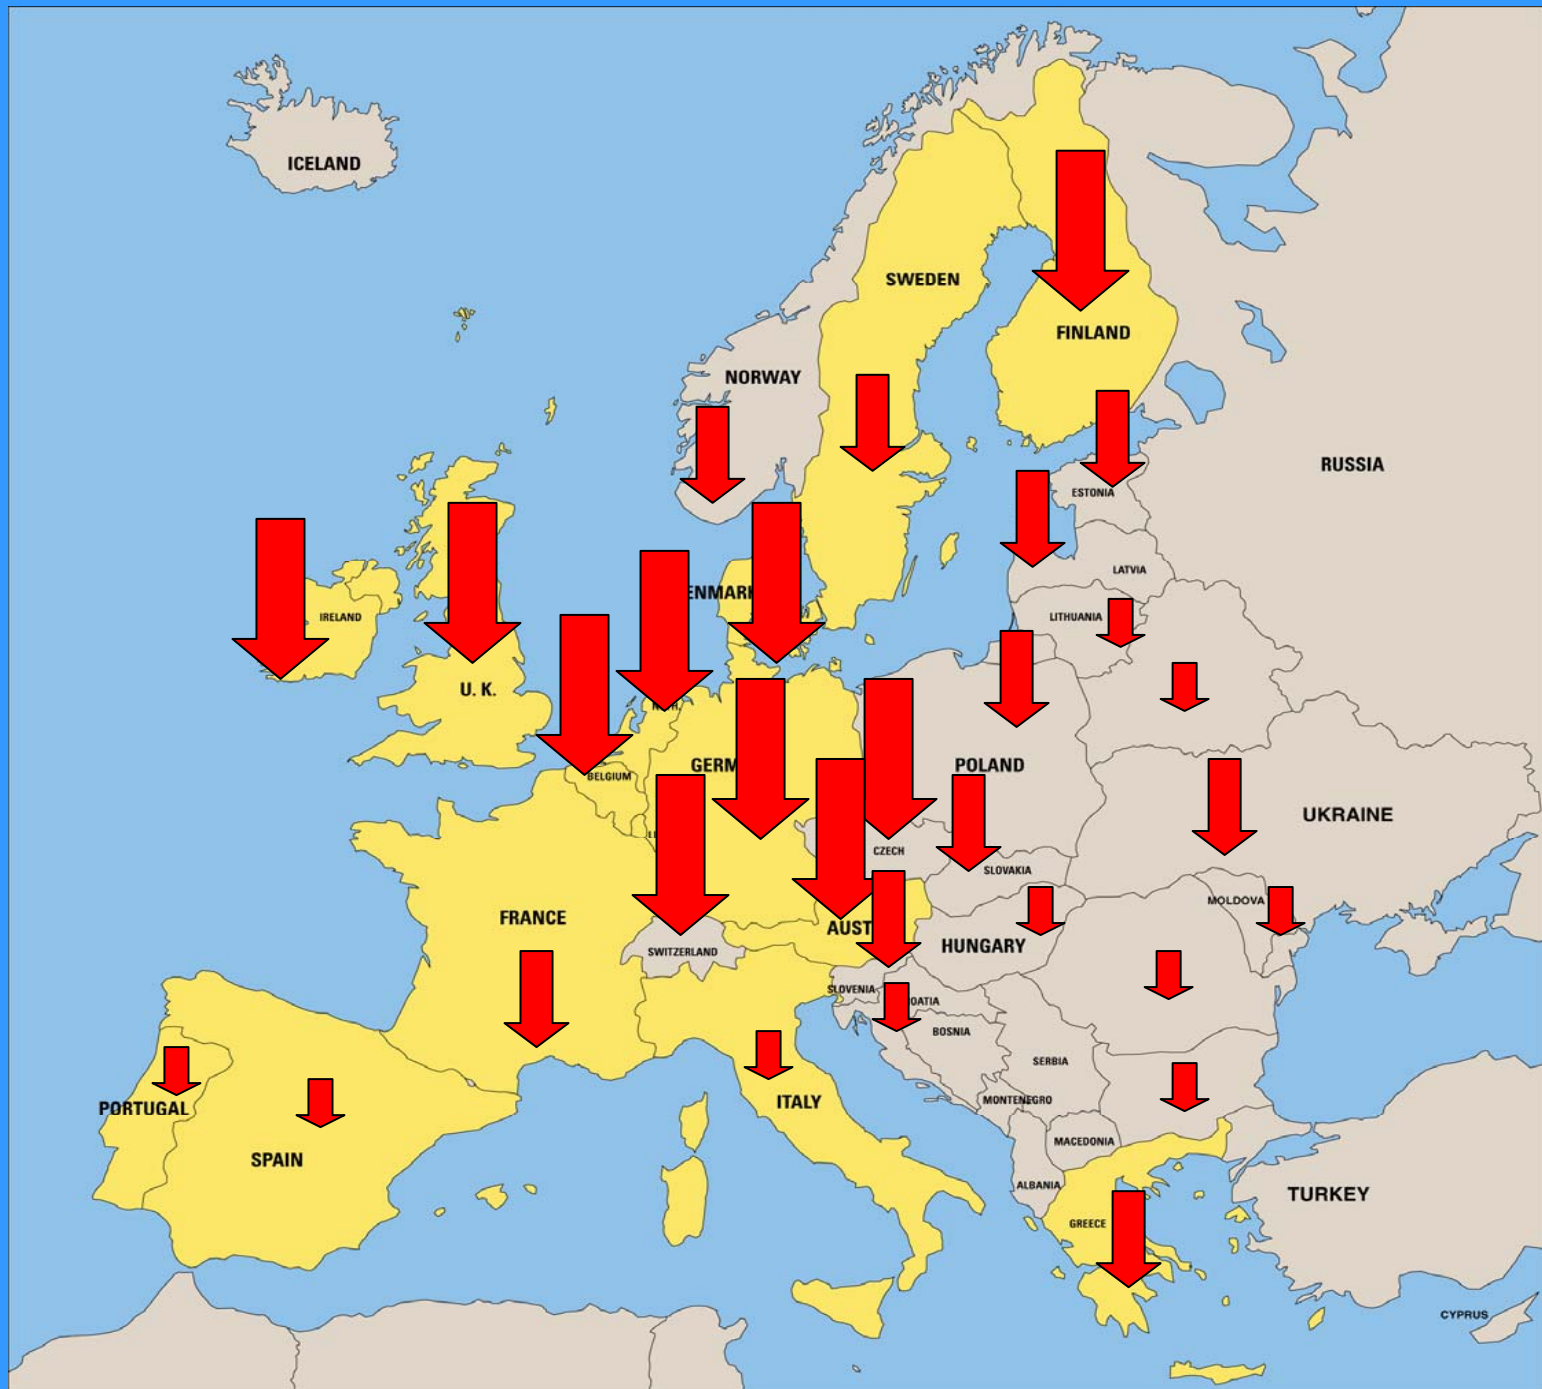 ICELAND
SWEDEN
FINLAND
NORWAY
RUSSIA
ESTONIA
LATVIA
ENMARK
IRELAND
LITHUANIA
U. K.
POLAND
BELGIUM
UKRAINE
CZECH
SLOVAKIA
MOLDOVA
FRANCE
AUST
HUNGARY
SWITZERLAND
SLOVENIA
OATIA
BOSNIA
SERBIA
MONTENEGRO
ITALY
PORTUGAL
MACEDONIA
SPAIN
ALBANIA
TURKEY
GREECE
CYPRUS